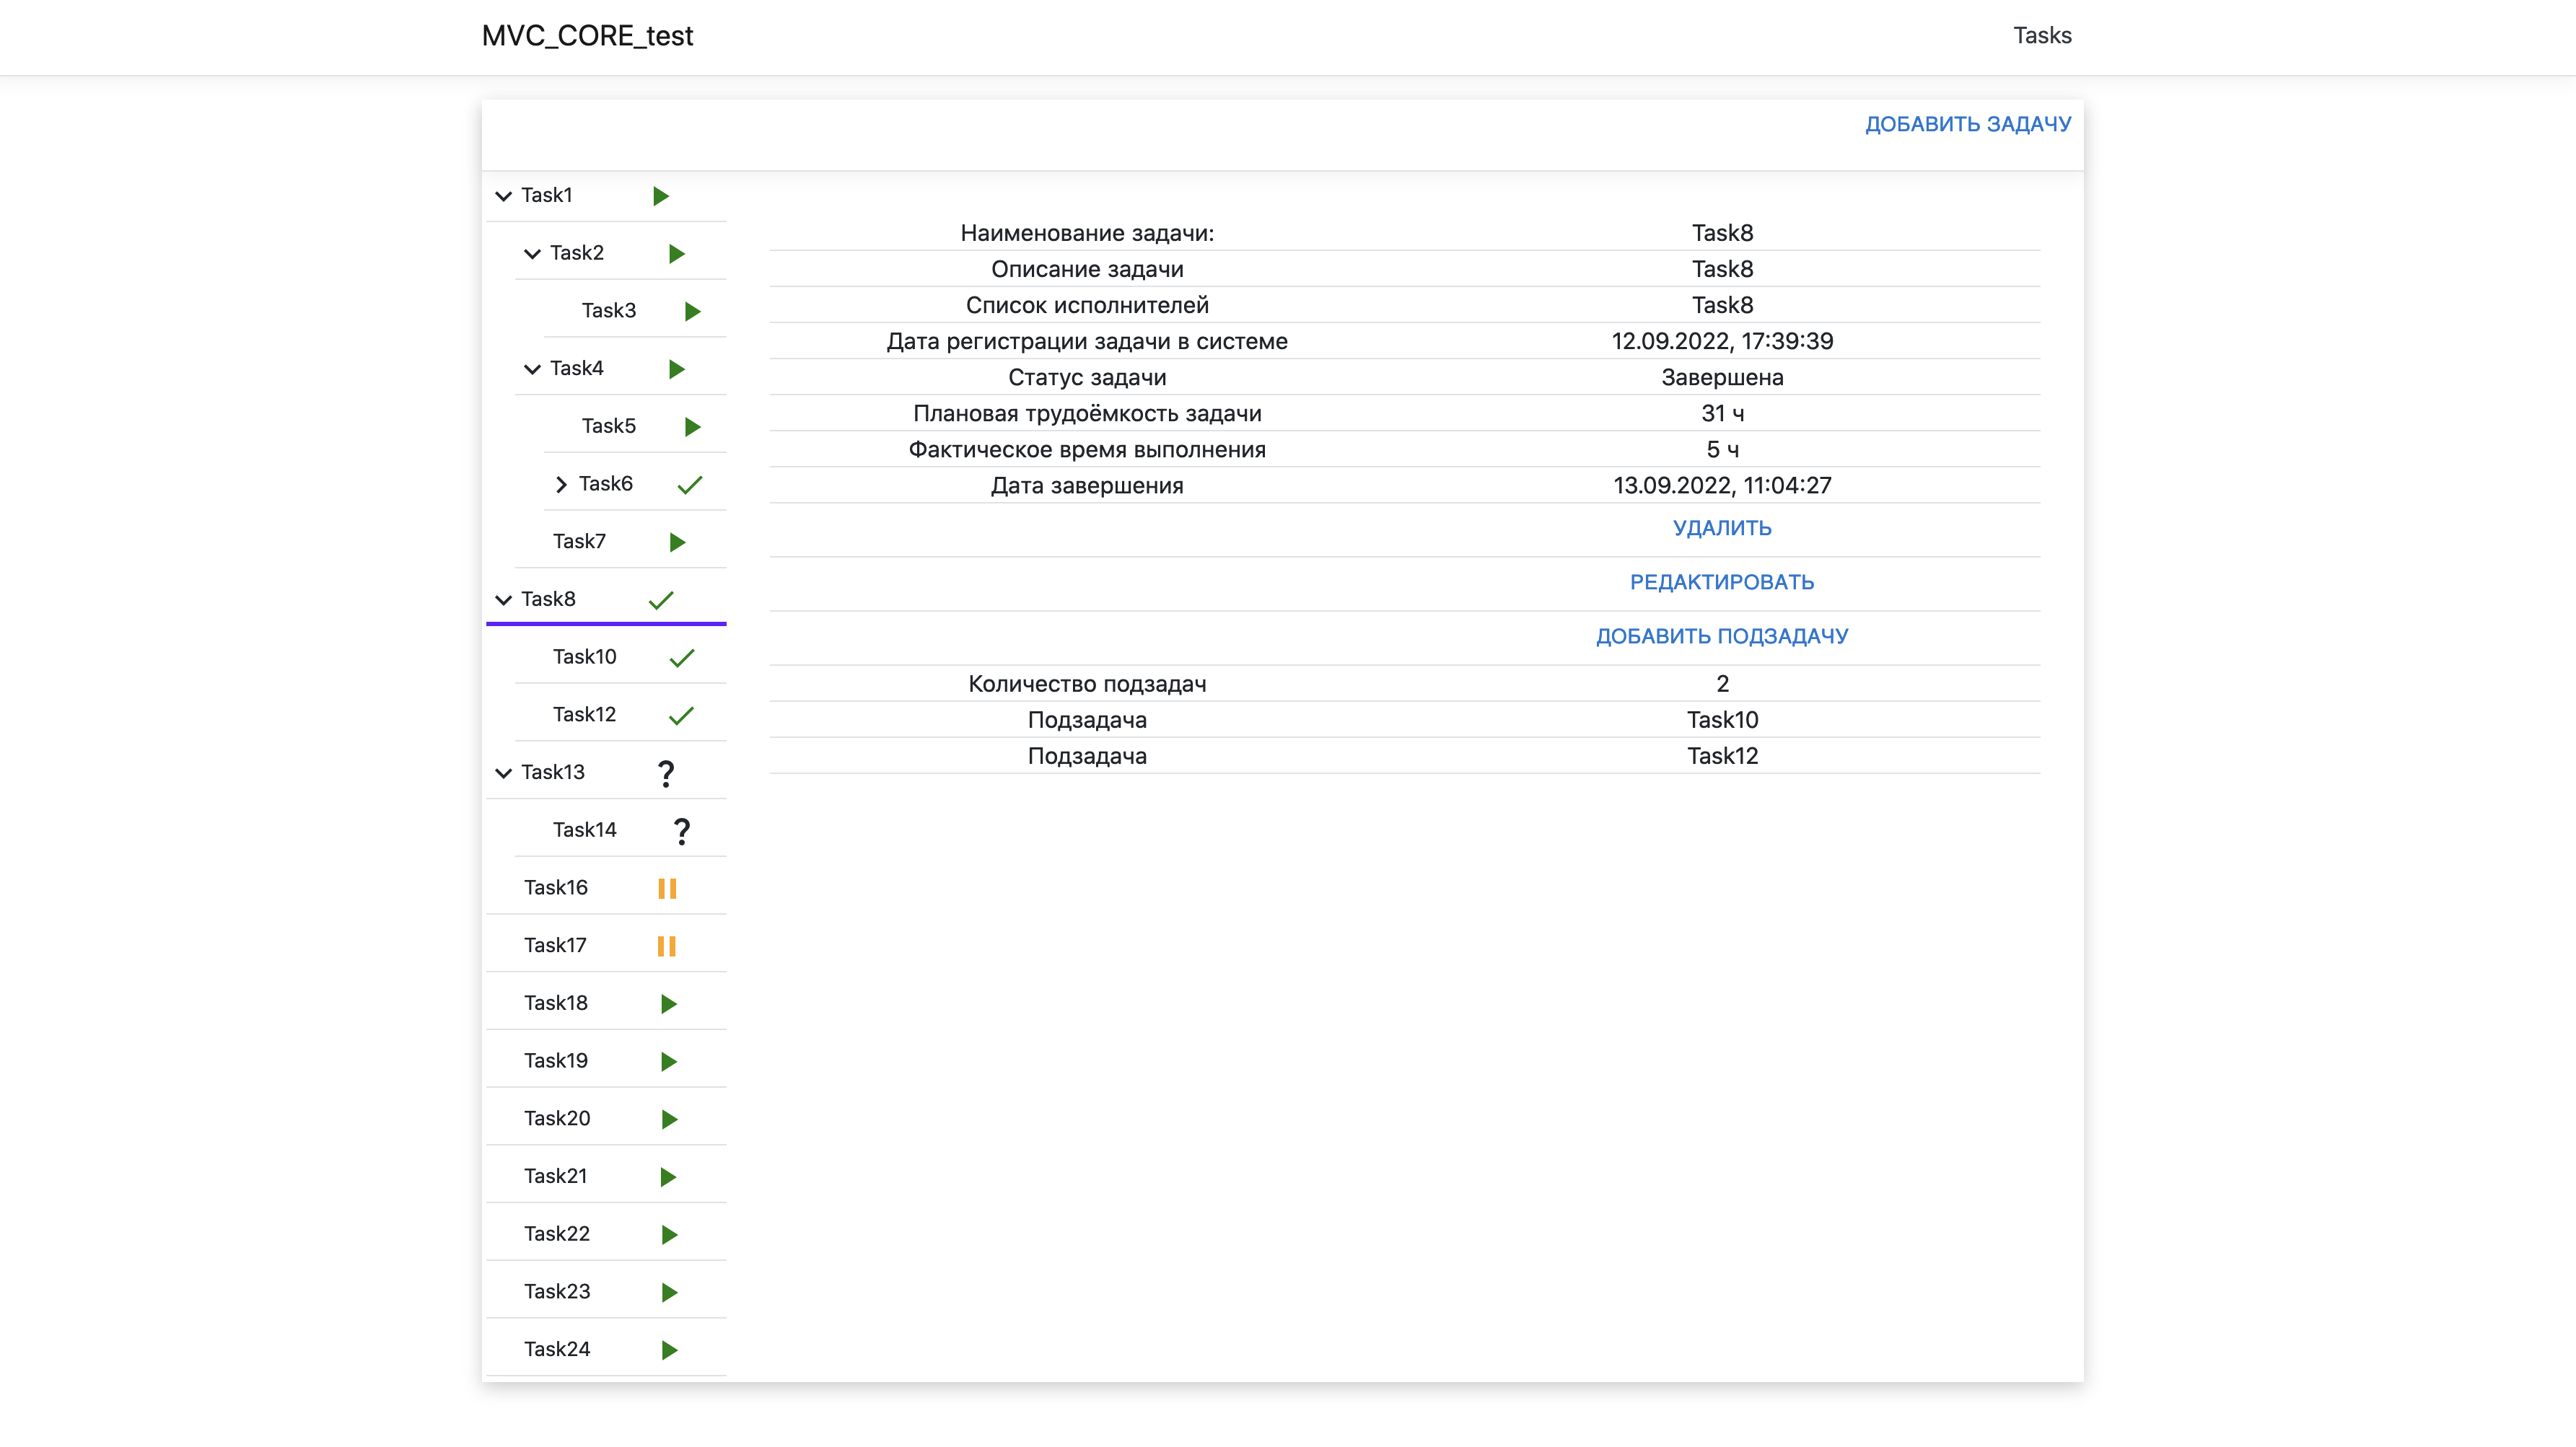 MVC_CORE_test
Tasks
ДОБАВИТЬ ЗАДАЧУ
Task1
Task2
Task3
Task4
Task5
Task6
Task7
Task8
Task10
Task12
Task13 ?
Task14 ?
Task16
Task17
Task18
Task19
Task20
Task21
Task22
Task23
Task24
Наименование задачи: Task8
Описание задачи Task8
Список исполнителей Task8
Дата регистрации задачи в системе 12.09.2022, 17:39:39
Статус задачи Завершена
Плановая трудоёмкость задачи 31 ч
Фактическое время выполнения 5 ч
Дата завершения 13.09.2022, 11:04:27
УДАЛИТЬ
РЕДАКТИРОВАТЬ
ДОБАВИТЬ ПОДЗАДАЧУ
Количество подзадач 2
Подзадача Task10
Подзадача Task12